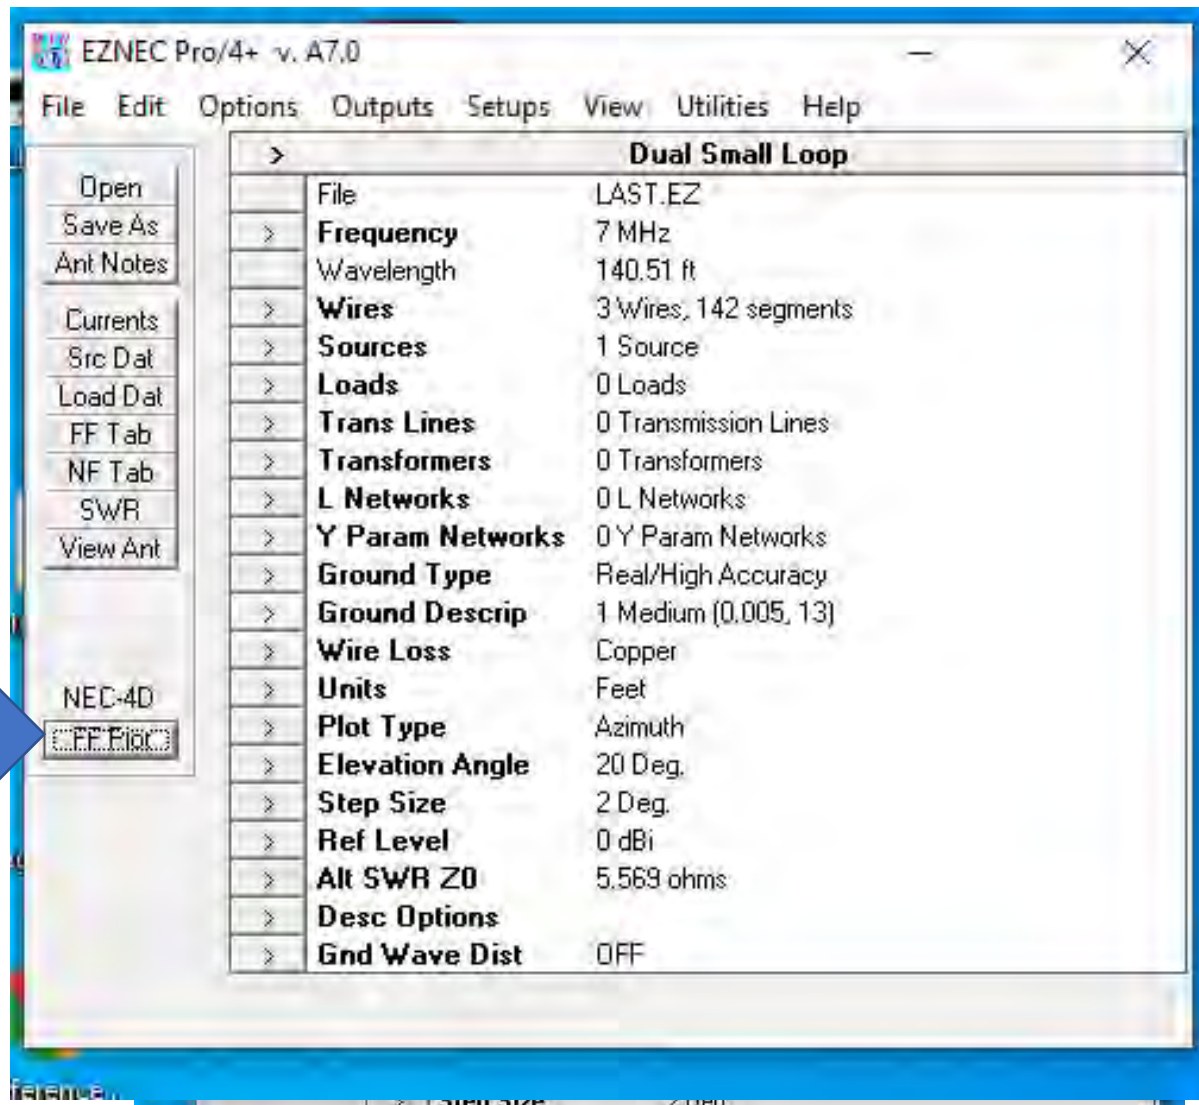 EZNEC Pro/4+ v. A7.0
File Edit Options Outputs Setups View Utilities Help
Open
Save As
Ant Notes
Currents
Src Dat
Load Dat
FF Tab
NF Tab
SWR
View Ant
NEC-4D
FF Plot
> Dual Small Loop
File LAST.EZ
> Frequency 7 MHz
Wavelength 140.51 ft
> Wires 3 Wires, 142 segments
> Sources 1 Source
> Loads 0 Loads
> Trans Lines 0 Transmission Lines
> Transformers 0 Transformers
> L Networks 0 L Networks
> Y Param Networks 0 Y Param Networks
> Ground Type Real/High Accuracy
> Ground Descrip 1 Medium (0.005, 13)
> Wire Loss Copper
> Units Feet
> Plot Type Azimuth
> Elevation Angle 20 Deg.
> Step Size 2 Deg.
> Ref Level 0 dBi
> Alt SWR Z0 5.569 ohms
> Desc Options
> Gnd Wave Dist OFF
Step Size 2 Deg.